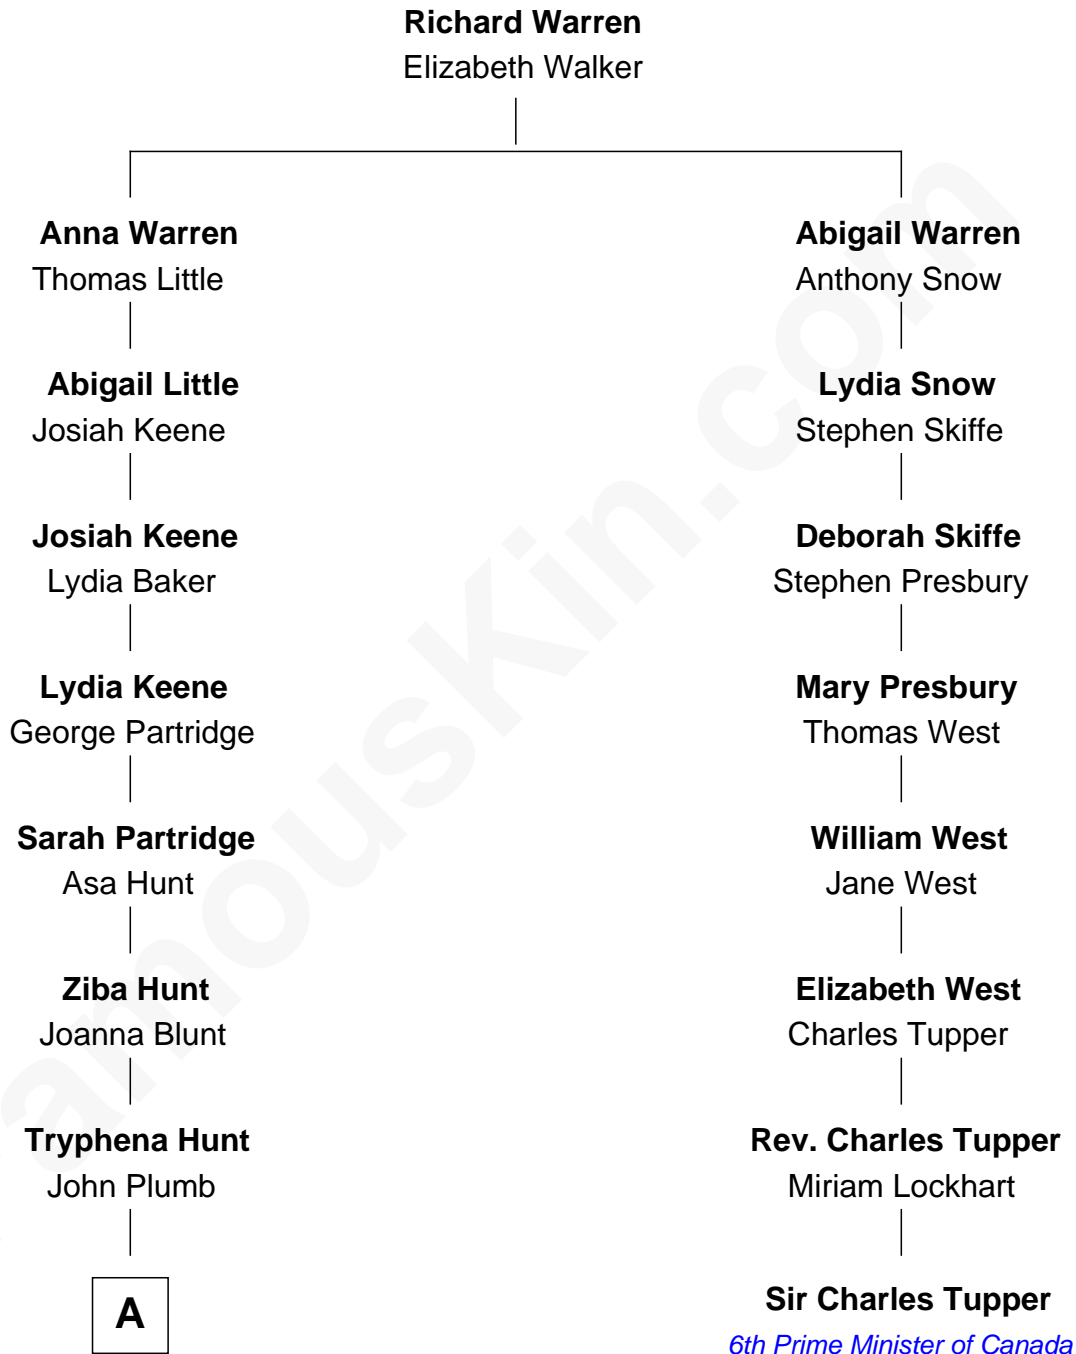 Richard Warren
Elizabeth Walker
Anna Warren
Thomas Little
Abigail Warren
Anthony Snow
Abigail Little
Josiah Keene
Lydia Snow
Stephen Skiffe
Josiah Keene
Lydia Baker
Deborah Skiffe
Stephen Presbury
Lydia Keene
George Partridge
Mary Presbury
Thomas West
Sarah Partridge
Asa Hunt
William West
Jane West
Ziba Hunt
Joanna Blunt
Elizabeth West
Charles Tupper
Tryphena Hunt
John Plumb
Rev. Charles Tupper
Miriam Lockhart
A
Sir Charles Tupper
6th Prime Minister of Canada
amousKin.com